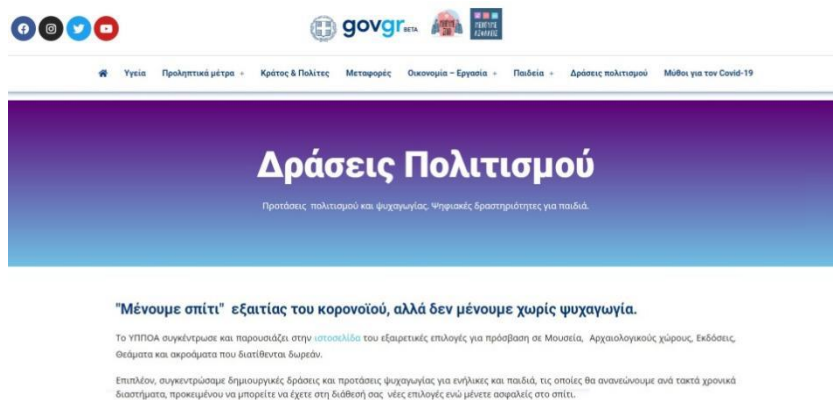 govgr BETA
Υγεία Προληπτικά μέτρα + Κράτος & Πολίτες Μεταφορές Οικονομία – Εργασία + Παιδεία + Δράσεις πολιτισμού Μύθοι για τον Covid-19
Δράσεις Πολιτισμού
Προτάσεις πολιτισμού και ψυχαγωγίας. Ψηφιακές δραστηριότητες για παιδιά.
"Μένουμε σπίτι" εξαιτίας του κορονοϊού, αλλά δεν μένουμε χωρίς ψυχαγωγία.
Το ΥΠΠΟΑ συγκέντρωσε και παρουσιάζει στην ιστοσελίδα του εξαιρετικές επιλογές για πρόσβαση σε Μουσεία, Αρχαιολογικούς χώρους, Εκδόσεις,
Θεάματα και ακροάματα που διατίθενται δωρεάν.
Επιπλέον, συγκεντρώσαμε δημιουργικές δράσεις και προτάσεις ψυχαγωγίας για ενήλικες και παιδιά, τις οποίες θα ανανεώνουμε ανά τακτά χρονικά
διαστήματα, προκειμένου να μπορείτε να έχετε στη διάθεσή σας νέες επιλογές ενώ μένετε ασφαλείς στο σπίτι.